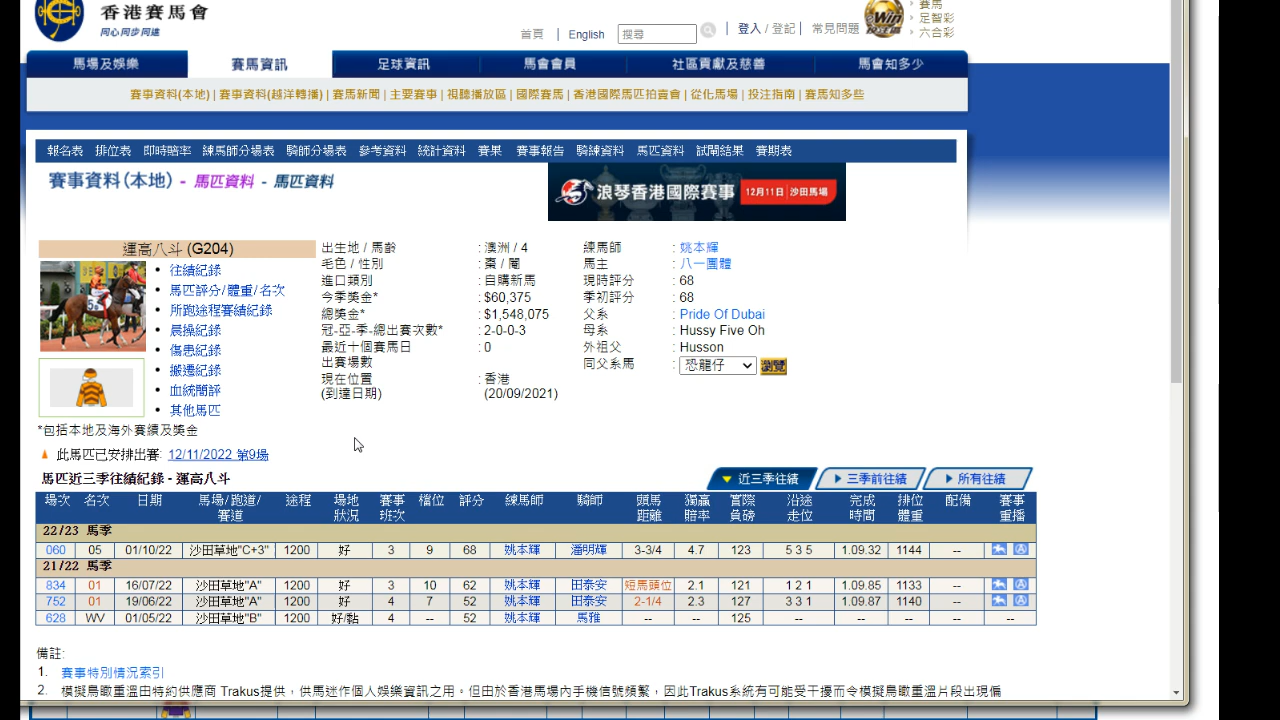 香港賽馬會
同心同步同進
首頁 | English 搜尋 | 登入 / 登記 | 常見問題
賽馬
足智彩
六合彩
馬場及娛樂 賽馬資訊 足球資訊 馬會會員 社區貢獻及慈善 馬會知多少
賽事資料(本地) | 賽事資料(越洋轉播) | 賽馬新聞 | 主要賽事 | 視聽播放區 | 國際賽馬 | 香港國際馬匹拍賣會 | 從化馬場 | 投注指南 | 賽馬知多些
報名表 排位表 即時賠率 練馬師分場表 騎師分場表 參考資料 統計資料 賽果 賽事報告 騎練資料 馬匹資料 試閘結果 賽期表
賽事資料(本地) - 馬匹資料 - 馬匹資料
浪琴香港國際賽事 12月11日 | 沙田馬場
運高八斗 (G204)
往績紀錄
馬匹評分/體重/名次
所跑途程賽績紀錄
晨操紀錄
傷患紀錄
搬遷紀錄
血統簡評
其他馬匹
出生地 / 馬齡 : 澳洲 / 4 練馬師 : 姚本輝
毛色 / 性別 : 棗 / 閹 馬主 : 八一團體
進口類別 : 自購新馬 現時評分 : 68
今季獎金* : $60,375 季初評分 : 68
總獎金* : $1,548,075 父系 : Pride Of Dubai
冠-亞-季-總出賽次數* : 2-0-0-3 母系 : Hussy Five Oh
最近十個賽馬日 : 0 外祖父 : Husson
出賽場數 同父系馬 : 恐龍仔 瀏覽
現在位置 : 香港
(到達日期) (20/09/2021)
*包括本地及海外賽績及獎金
此馬匹已安排出賽: 12/11/2022 第9場
馬匹近三季往績紀錄 - 運高八斗 近三季往績 三季前往績 所有往績
場次 名次 日期 馬場/跑道/ 途程 場地 賽事 檔位 評分 練馬師 騎師 頭馬 獨贏 實際 沿途 完成 排位 配備 賽事
賽道 狀況 班次 距離 賠率 負磅 走位 時間 體重 重播
22/23 馬季
060 05 01/10/22 沙田草地"C+3" 1200 好 3 9 68 姚本輝 潘明輝 3-3/4 4.7 123 5 3 5 1.09.32 1144 --
21/22 馬季
834 01 16/07/22 沙田草地"A" 1200 好 3 10 62 姚本輝 田泰安 短馬頭位 2.1 121 1 2 1 1.09.85 1133 --
752 01 19/06/22 沙田草地"A" 1200 好 4 7 52 姚本輝 田泰安 2-1/4 2.3 127 3 3 1 1.09.87 1140 --
628 WV 01/05/22 沙田草地"B" 1200 好/黏 4 -- 52 姚本輝 馬雅 -- -- 125 -- -- -- -- --
備註:
1. 賽事特別情況索引
2. 模擬鳥瞰重溫由特約供應商 Trakus提供，供馬迷作個人娛樂資訊之用。但由於香港馬場內手機信號頻繁，因此Trakus系統有可能受干擾而令模擬鳥瞰重溫片段出現偏